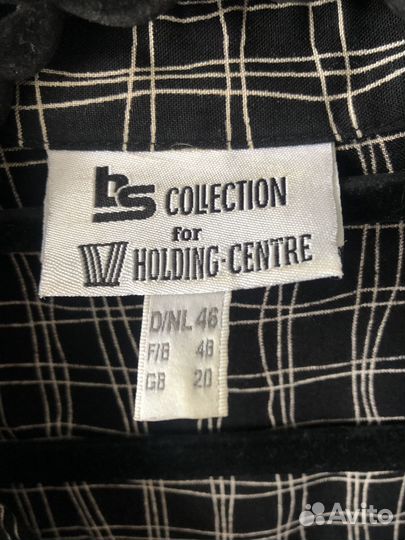 bs COLLECTION
for
HOLDING-CENTRE
D/NL 46
F/B 48
GB 20
Avito